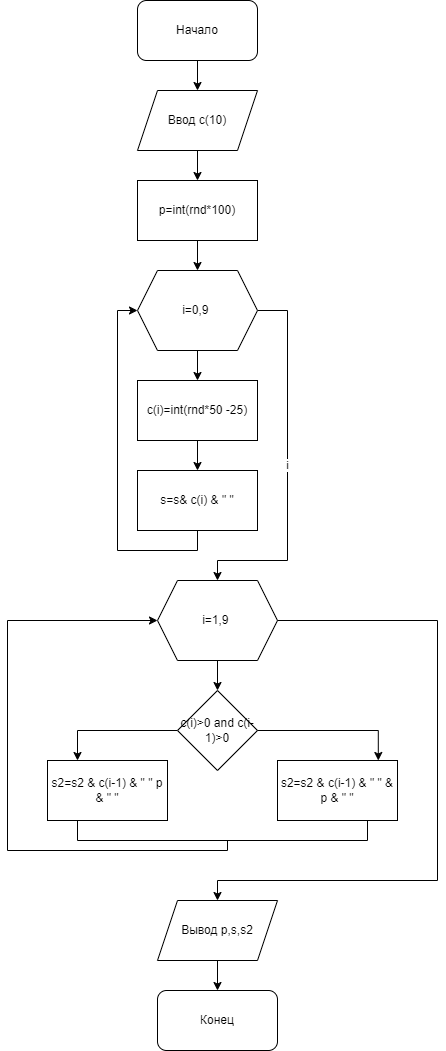 Начало
Ввод c(10)
p=int(rnd*100)
i=0,9
c(i)=int(rnd*50 -25)
i
s=s& c(i) & " "
i=1,9
c(i)>0 and c(i-
1)>0
s2=s2 & c(i-1) & " " p
& " "
s2=s2 & c(i-1) & " " &
p & " "
Вывод p,s,s2
Конец